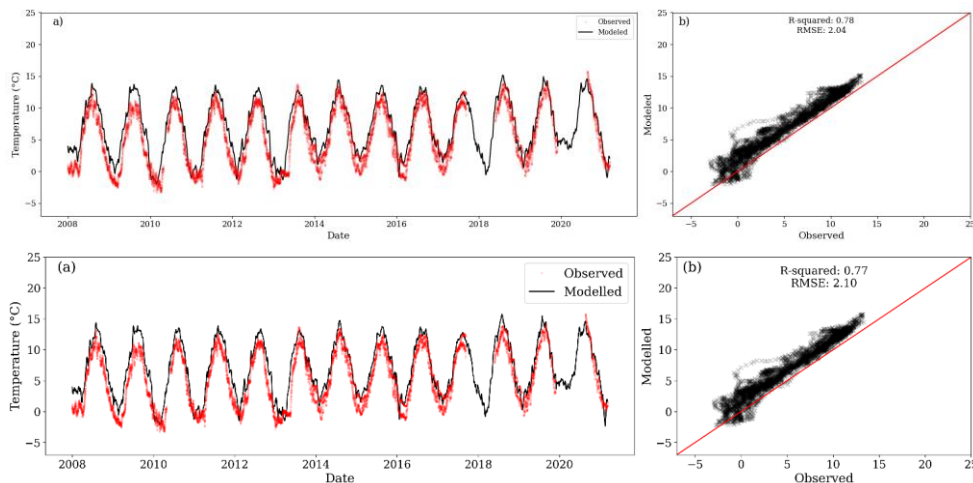 a)
Observed
Modeled
Temperature (°C)
25
20
15
10
5
0
−5
2008
2010
2012
2014
2016
2018
2020
Date
b)
R-squared: 0.78
RMSE: 2.04
Modeled
25
20
15
10
5
0
−5
−5
0
5
10
15
20
25
Observed
(a)
Observed
Modelled
Temperature (°C)
25
20
15
10
5
0
−5
2008
2010
2012
2014
2016
2018
2020
Date
(b)
R-squared: 0.77
RMSE: 2.10
Modelled
25
20
15
10
5
0
−5
−5
0
5
10
15
20
25
Observed